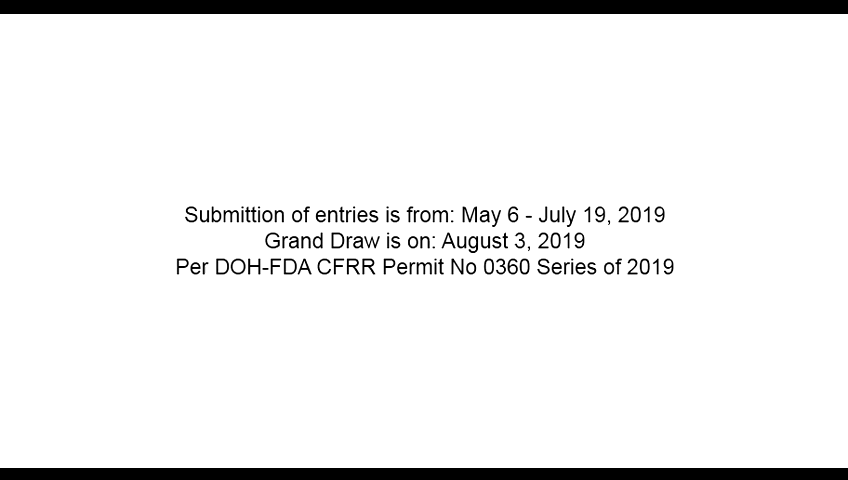 Submittion of entries is from: May 6 - July 19, 2019
Grand Draw is on: August 3, 2019
Per DOH-FDA CFRR Permit No 0360 Series of 2019